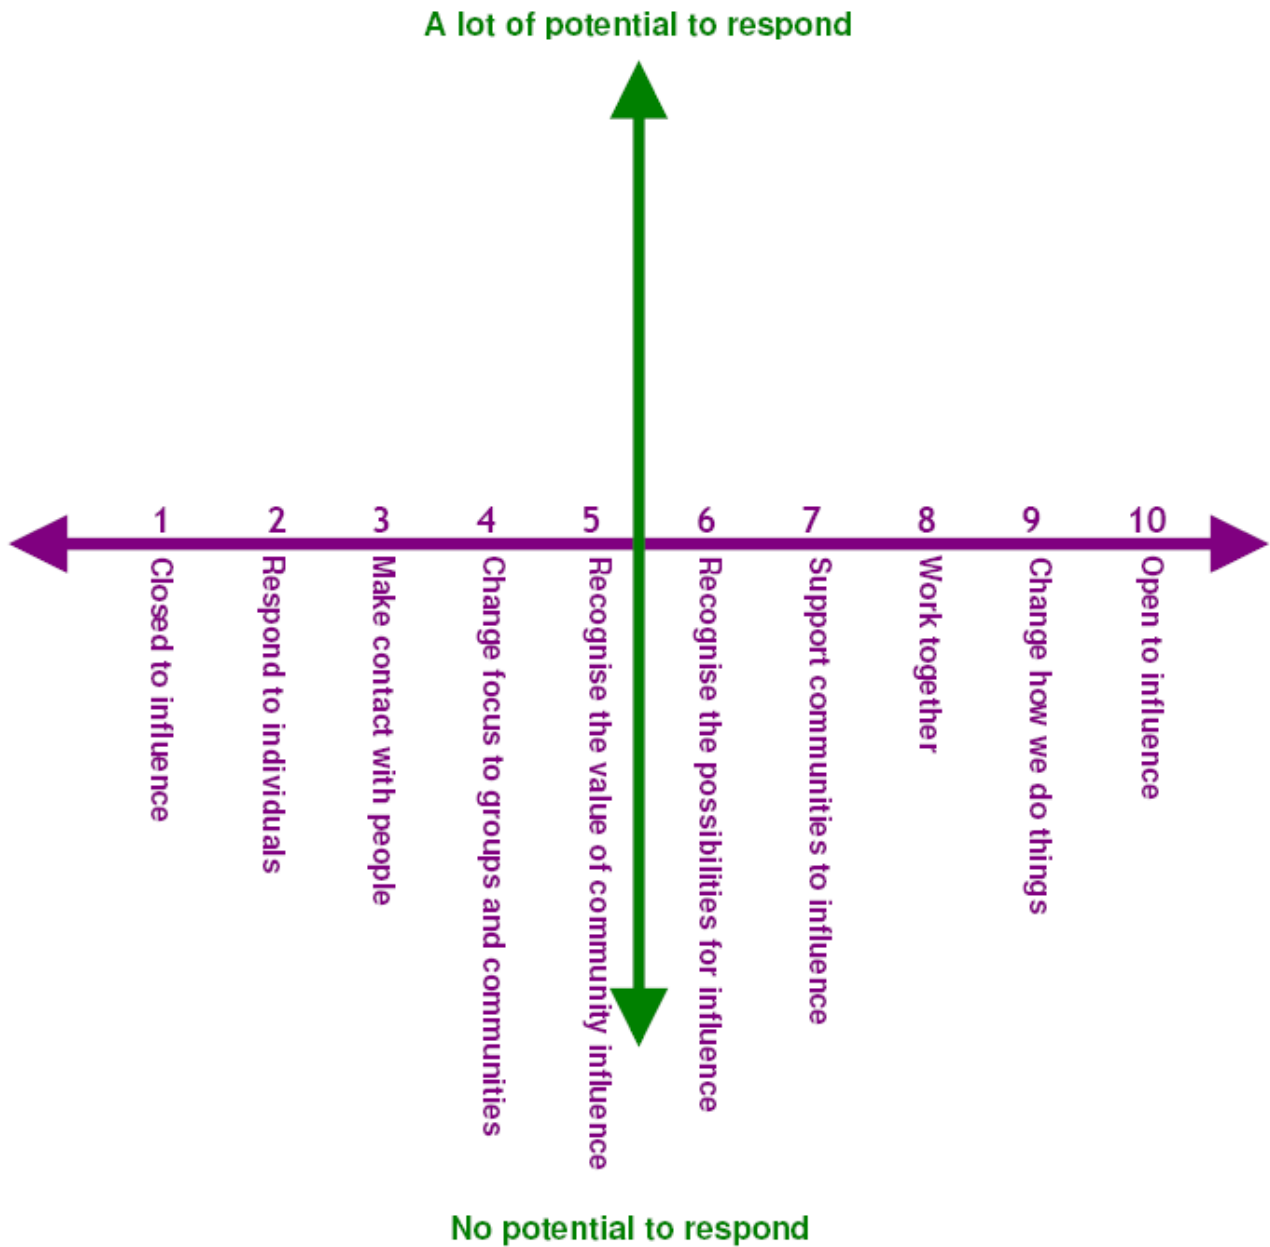 A lot of potential to respond
1
2
3
4
5
6
7
8
9
10
Closed to influence
Respond to individuals
Make contact with people
Change focus to groups and communities
Recognise the value of community influence
Recognise the possibilities for influence
Support communities to influence
Work together
Change how we do things
Open to influence
No potential to respond